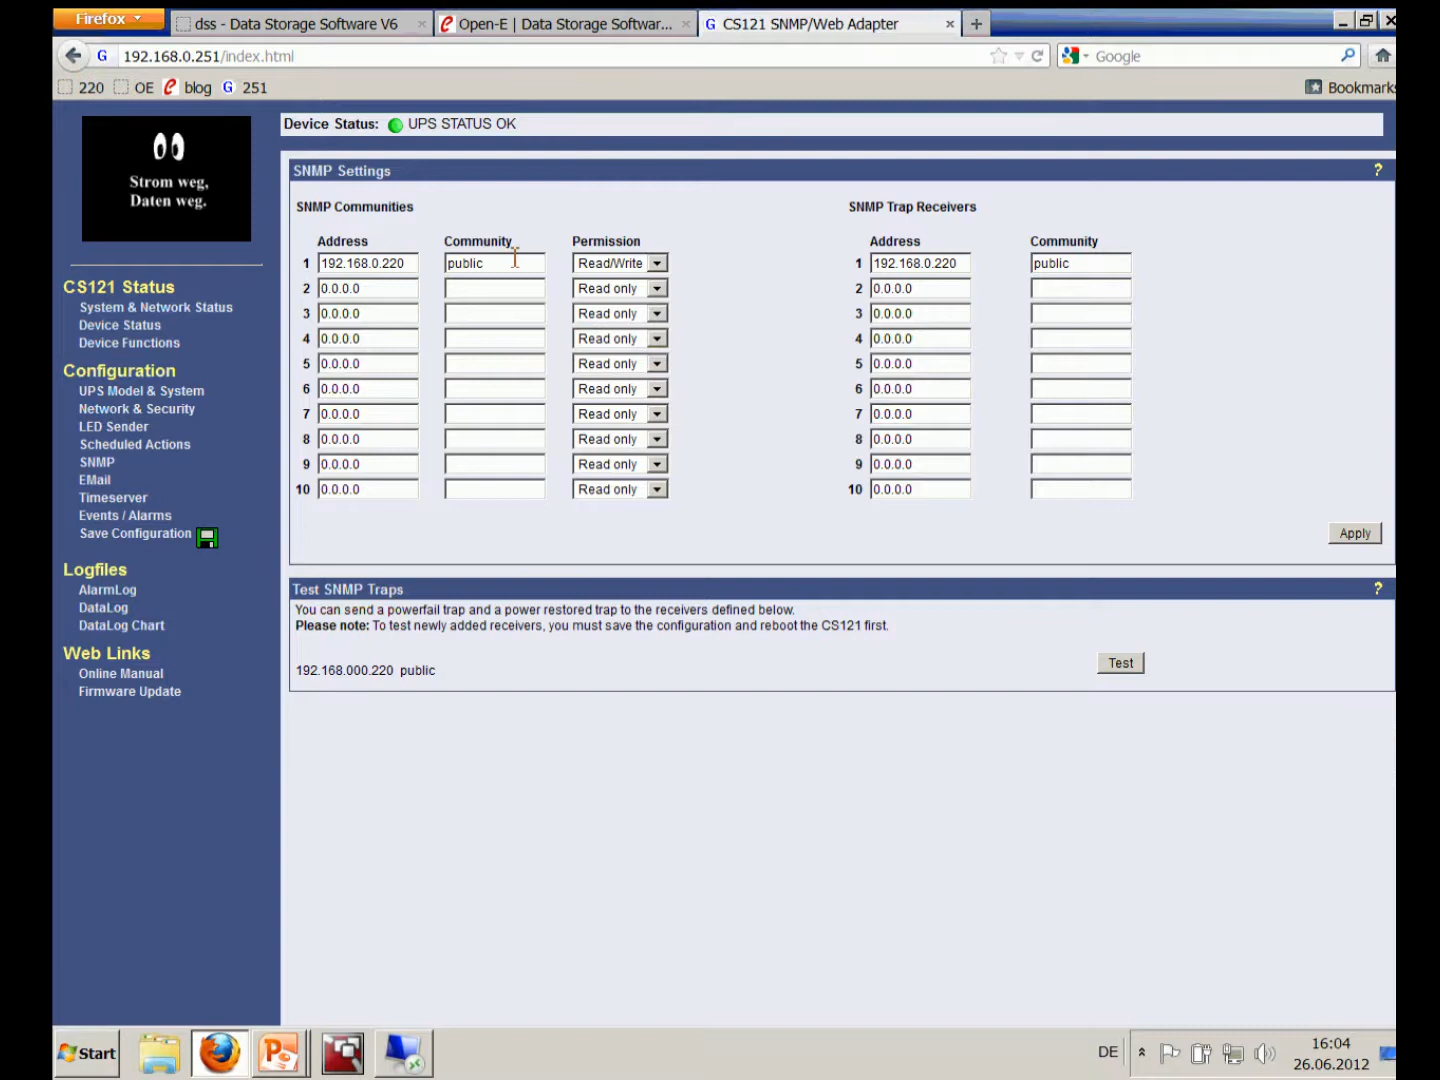 Firefox
dss - Data Storage Software V6
Open-E | Data Storage Softwar...
G CS121 SNMP/Web Adapter
G 192.168.0.251/index.html
Google
220 OE blog G 251
Bookmarks
Strom weg,
Daten weg.
Device Status: UPS STATUS OK
CS121 Status
System & Network Status
Device Status
Device Functions
Configuration
UPS Model & System
Network & Security
LED Sender
Scheduled Actions
SNMP
EMail
Timeserver
Events / Alarms
Save Configuration
Logfiles
AlarmLog
DataLog
DataLog Chart
Web Links
Online Manual
Firmware Update
SNMP Settings ?
SNMP Communities SNMP Trap Receivers
Address Community Permission Address Community
1 192.168.0.220 public Read/Write 1 192.168.0.220 public
2 0.0.0.0 Read only 2 0.0.0.0
3 0.0.0.0 Read only 3 0.0.0.0
4 0.0.0.0 Read only 4 0.0.0.0
5 0.0.0.0 Read only 5 0.0.0.0
6 0.0.0.0 Read only 6 0.0.0.0
7 0.0.0.0 Read only 7 0.0.0.0
8 0.0.0.0 Read only 8 0.0.0.0
9 0.0.0.0 Read only 9 0.0.0.0
10 0.0.0.0 Read only 10 0.0.0.0
Apply
Test SNMP Traps ?
You can send a powerfail trap and a power restored trap to the receivers defined below.
Please note: To test newly added receivers, you must save the configuration and reboot the CS121 first.
192.168.000.220 public Test
Start
DE
16:04
26.06.2012